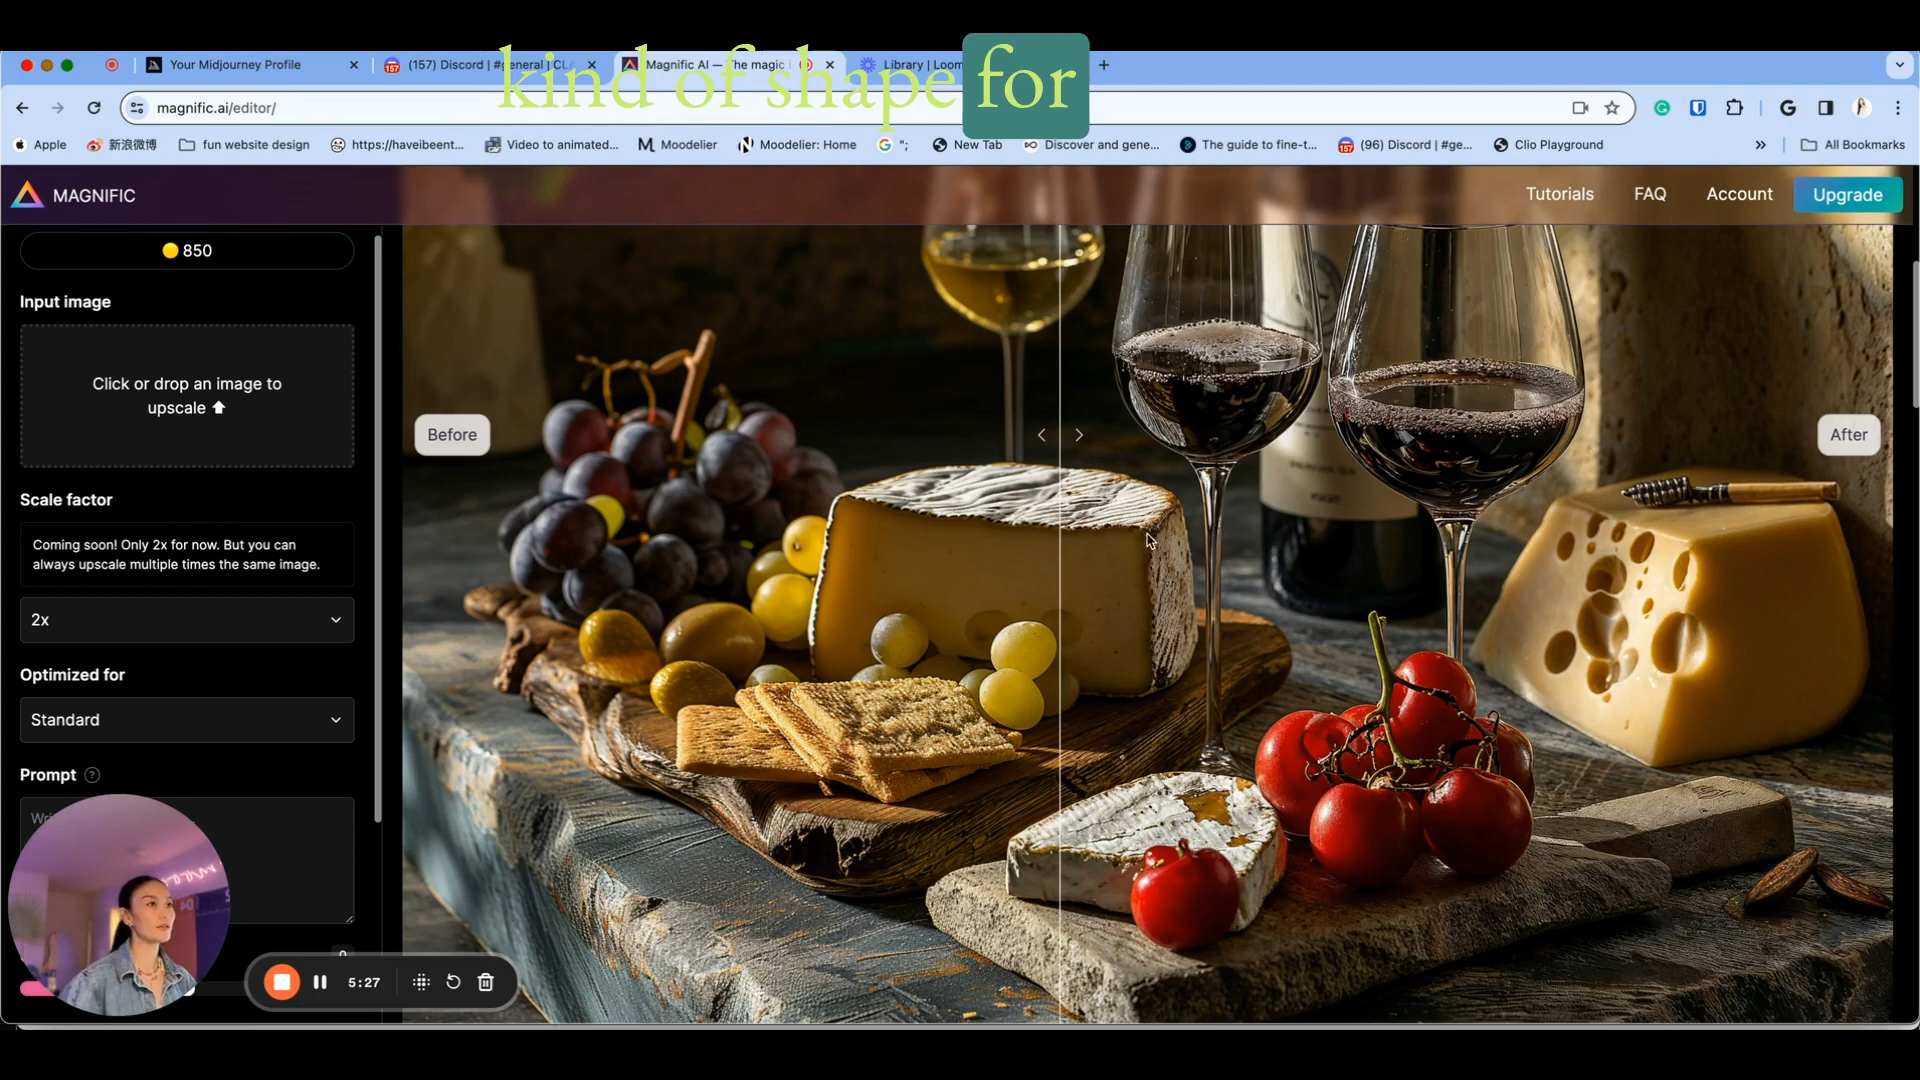 kind of shape for
Your Midjourney Profile
(157) Discord | #general | CL
Magnific AI — The magic i
Library | Loom
magnific.ai/editor/
Apple
新浪微博
fun website design
https://haveibeent...
Video to animated...
Moodelier
Moodelier: Home
";
New Tab
Discover and gene...
The guide to fine-t...
(96) Discord | #ge...
Clio Playground
All Bookmarks
MAGNIFIC
Tutorials
FAQ
Account
Upgrade
850
Input image
Click or drop an image to
upscale
Before
After
Scale factor
Coming soon! Only 2x for now. But you can
always upscale multiple times the same image.
2x
Optimized for
Standard
Prompt
5:27